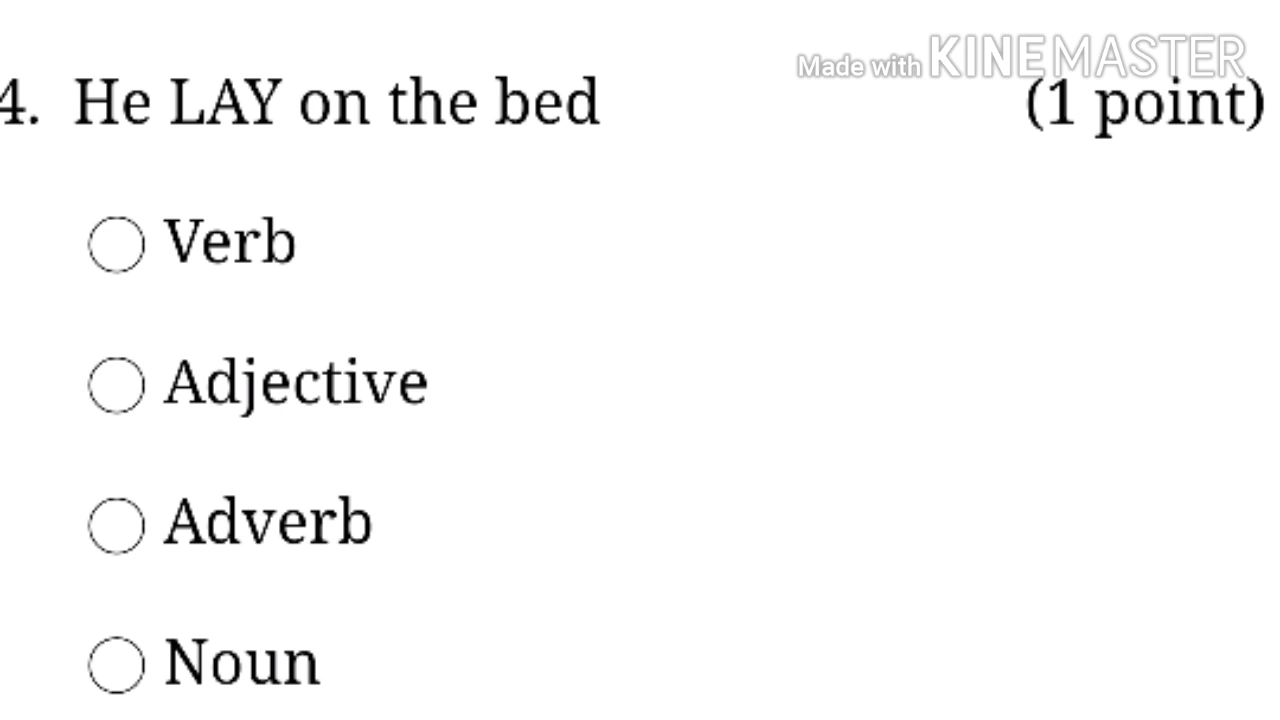 Made with KINEMASTER
4. He LAY on the bed (1 point)
Verb
Adjective
Adverb
Noun